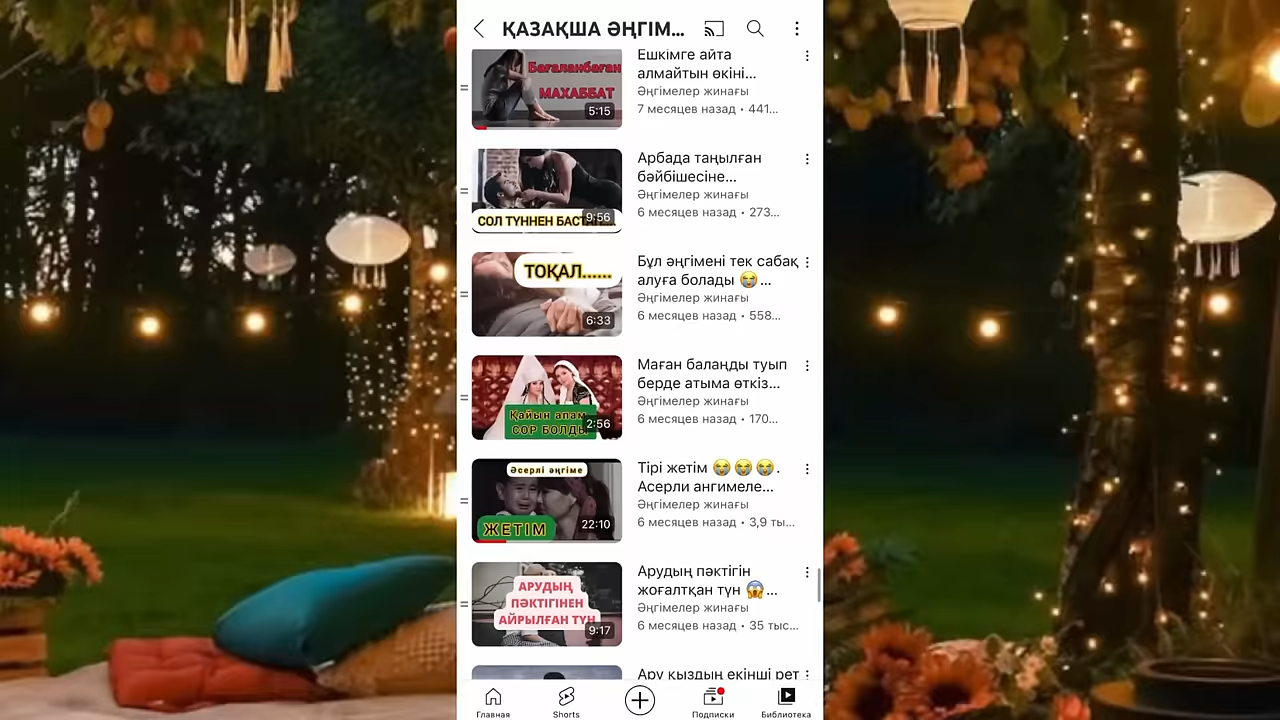 ҚАЗАҚША ӘҢГІМ...
Бағаланбаған
МАХАББАТ
5:15
Ешкімге айта
алмайтын өкіні...
Әңгімелер жинағы
7 месяцев назад • 441...
СОЛ ТҮННЕН БАСТАП...
9:56
Арбада таңылған
бәйбішесіне...
Әңгімелер жинағы
6 месяцев назад • 273...
ТОҚАЛ......
6:33
Бұл әңгімені тек сабақ
алуға болады 😭...
Әңгімелер жинағы
6 месяцев назад • 558...
Қайын апам
СОР БОЛДЫ
2:56
Маған балаңды туып
берде атыма өткіз...
Әңгімелер жинағы
6 месяцев назад • 170...
Әсерлі әңгіме
ЖЕТІМ
22:10
Тірі жетім 😭😭😭.
Асерли ангимеле...
Әңгімелер жинағы
6 месяцев назад • 3,9 ты...
АРУДЫҢ
ПӘКТІГІНЕН
АЙРЫЛҒАН ТҮН
9:17
Арудың пәктігін
жоғалтқан түн 😱...
Әңгімелер жинағы
6 месяцев назад • 35 тыс...
Ару қыздың екінші рет
Главная
Shorts
Подписки
Библиотека